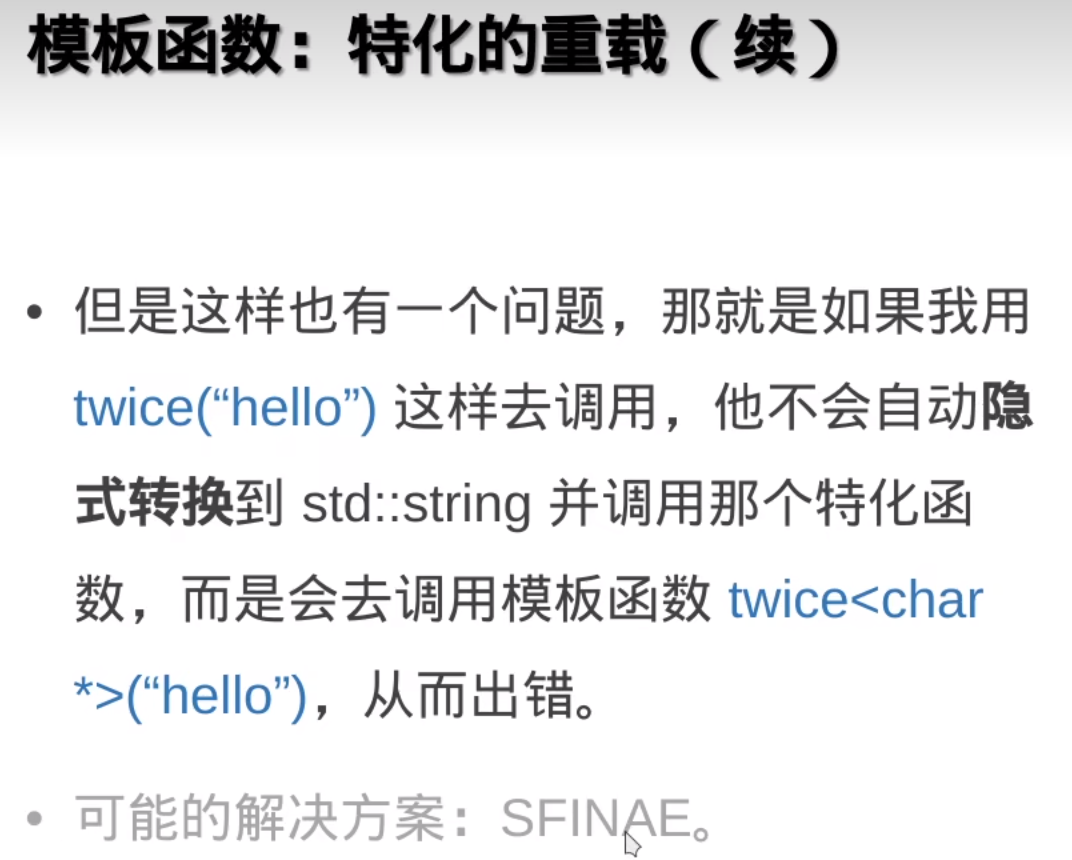 模板函数：特化的重载（续）
• 但是这样也有一个问题，那就是如果我用
twice(“hello”) 这样去调用，他不会自动隐
式转换到 std::string 并调用那个特化函
数，而是会去调用模板函数 twice<char
*>(“hello”)，从而出错。
• 可能的解决方案：SFINAE。